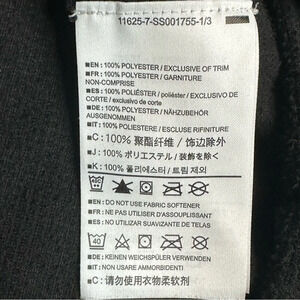 11625-7-SS001755-1/3
■EN: 100% POLYESTER / EXCLUSIVE OF TRIM
■FR: 100% POLYESTER / GARNITURE
NON-COMPRISE
■ES: 100% POLIÉSTER / poliéster / EXCLUSIVO DE
CORTE / exclusivo de corte
■DE: 100% POLYESTER / NÄHZUBEHÖR
AUSGENOMMEN
■IT: 100% POLIESTERE / ESCLUSE RIFINITURE
■C: 100% 聚酯纤维 / 饰边除外
■J: 100% ポリエステル / 装飾を除く
■K: 100% 폴리에스터 / 트림 제외
■EN: DO NOT USE FABRIC SOFTENER
■FR: NE PAS UTILISER D'ASSOUPLISSANT
■ES: NO UTILIZAR SUAVIZANTE DE TELAS
40
■DE: KEINEN WEICHSPÜLER VERWENDEN
■IT: NON USARE AMMORBIDENTI
■C: 请勿使用衣物柔软剂